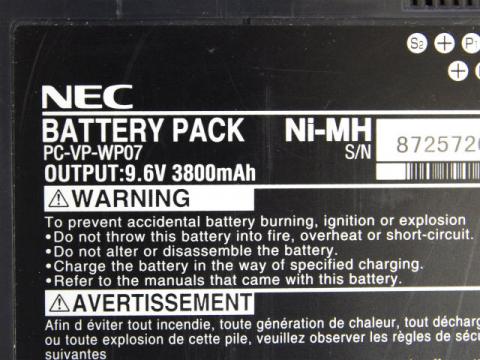 S2 + P1
+
NEC
BATTERY PACK Ni-MH
PC-VP-WP07 S/N
OUTPUT:9.6V 3800mAh
⚠WARNING
To prevent accidental battery burning, ignition or explosion
•Do not throw this battery into fire, overheat or short-circuit.
•Do not alter or disassemble the battery.
•Charge the battery in the way of specified charging.
•Refer to the manuals that came with this battery.
⚠AVERTISSEMENT
Afin d éviter tout incendie, toute génération de chaleur, tout
ou toute explosion de cette pile, veuillez observer les règles de
suivantes